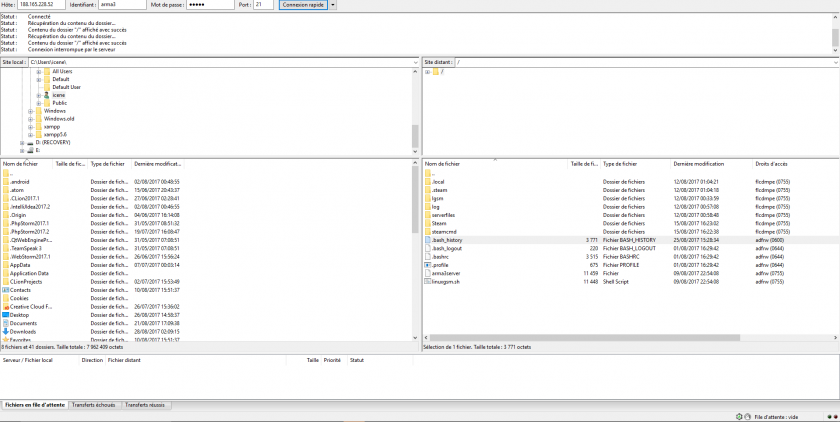 Hôte : 188.165.228.52 Identifiant : arma3 Mot de passe : ●●●●● Port : 21 Connexion rapide
Statut : Connecté
Statut : Récupération du contenu du dossier...
Statut : Contenu du dossier "/" affiché avec succès
Statut : Récupération du contenu du dossier...
Statut : Contenu du dossier "/" affiché avec succès
Statut : Connexion interrompue par le serveur
Site local : C:\Users\icene\
All Users
Default
Default User
icene
Public
Windows
Windows.old
xampp
xampp5.6
D: (RECOVERY)
E:
Site distant : /
/
Nom de fichier Taille de fic... Type de fichier Dernière modificat...
..
.android Dossier de fich... 02/08/2017 00:48:55
.atom Dossier de fich... 15/06/2017 20:43:37
.CLion2017.1 Dossier de fich... 27/06/2017 02:28:41
.IntelliJIdea2017.2 Dossier de fich... 02/08/2017 00:46:55
.Origin Dossier de fich... 04/06/2017 16:14:08
.PhpStorm2017.1 Dossier de fich... 31/05/2017 08:51:32
.PhpStorm2017.2 Dossier de fich... 19/07/2017 16:08:47
.QtWebEnginePr... Dossier de fich... 31/05/2017 07:08:51
.TeamSpeak 3 Dossier de fich... 31/05/2017 07:08:51
.WebStorm2017.1 Dossier de fich... 26/06/2017 15:56:24
AppData Dossier de fich... 07/07/2017 00:03:14
Application Data Dossier de fich...
CLionProjects Dossier de fich... 02/07/2017 15:53:49
Contacts Dossier de fich... 10/08/2017 15:51:37
Cookies Dossier de fich...
Creative Cloud F... Dossier de fich... 26/07/2017 15:36:02
Desktop Dossier de fich... 26/08/2017 14:58:37
Documents Dossier de fich... 21/08/2017 17:09:38
Downloads Dossier de fich... 28/08/2017 02:09:15
Favorites Dossier de fich... 10/08/2017 15:51:37
8 fichiers et 41 dossiers. Taille totale : 7 962 409 octets
Nom de fichier Taille de fic... Type de fichier Dernière modification Droits d'accès
..
.local Dossier de fichiers 12/08/2017 01:04:21 flcdmpe (0755)
.steam Dossier de fichiers 12/08/2017 01:04:18 flcdmpe (0755)
lgsm Dossier de fichiers 12/08/2017 00:33:59 flcdmpe (0755)
log Dossier de fichiers 12/08/2017 00:57:08 flcdmpe (0755)
serverfiles Dossier de fichiers 12/08/2017 00:58:48 flcdmpe (0755)
Steam Dossier de fichiers 02/08/2017 16:23:02 flcdmpe (0755)
steamcmd Dossier de fichiers 02/08/2017 16:22:38 flcdmpe (0755)
.bash_history 3 771 Fichier BASH_HISTORY 25/08/2017 15:28:34 adfrw (0600)
.bash_logout 220 Fichier BASH_LOGOUT 01/08/2017 16:29:42 adfrw (0644)
.bashrc 3 515 Fichier BASHRC 01/08/2017 16:29:42 adfrw (0644)
.profile 675 Fichier PROFILE 01/08/2017 16:29:42 adfrw (0644)
arma3server 11 459 Fichier 09/08/2017 22:54:08 adfrw (0755)
linuxgsm.sh 11 448 Shell Script 09/08/2017 22:54:08 adfrw (0755)
Sélection de 1 fichier. Taille totale : 3 771 octets
Serveur / Fichier local Direction Fichier distant Taille Priorité Statut
Fichiers en file d'attente Transferts échoués Transferts réussis
File d'attente : vide